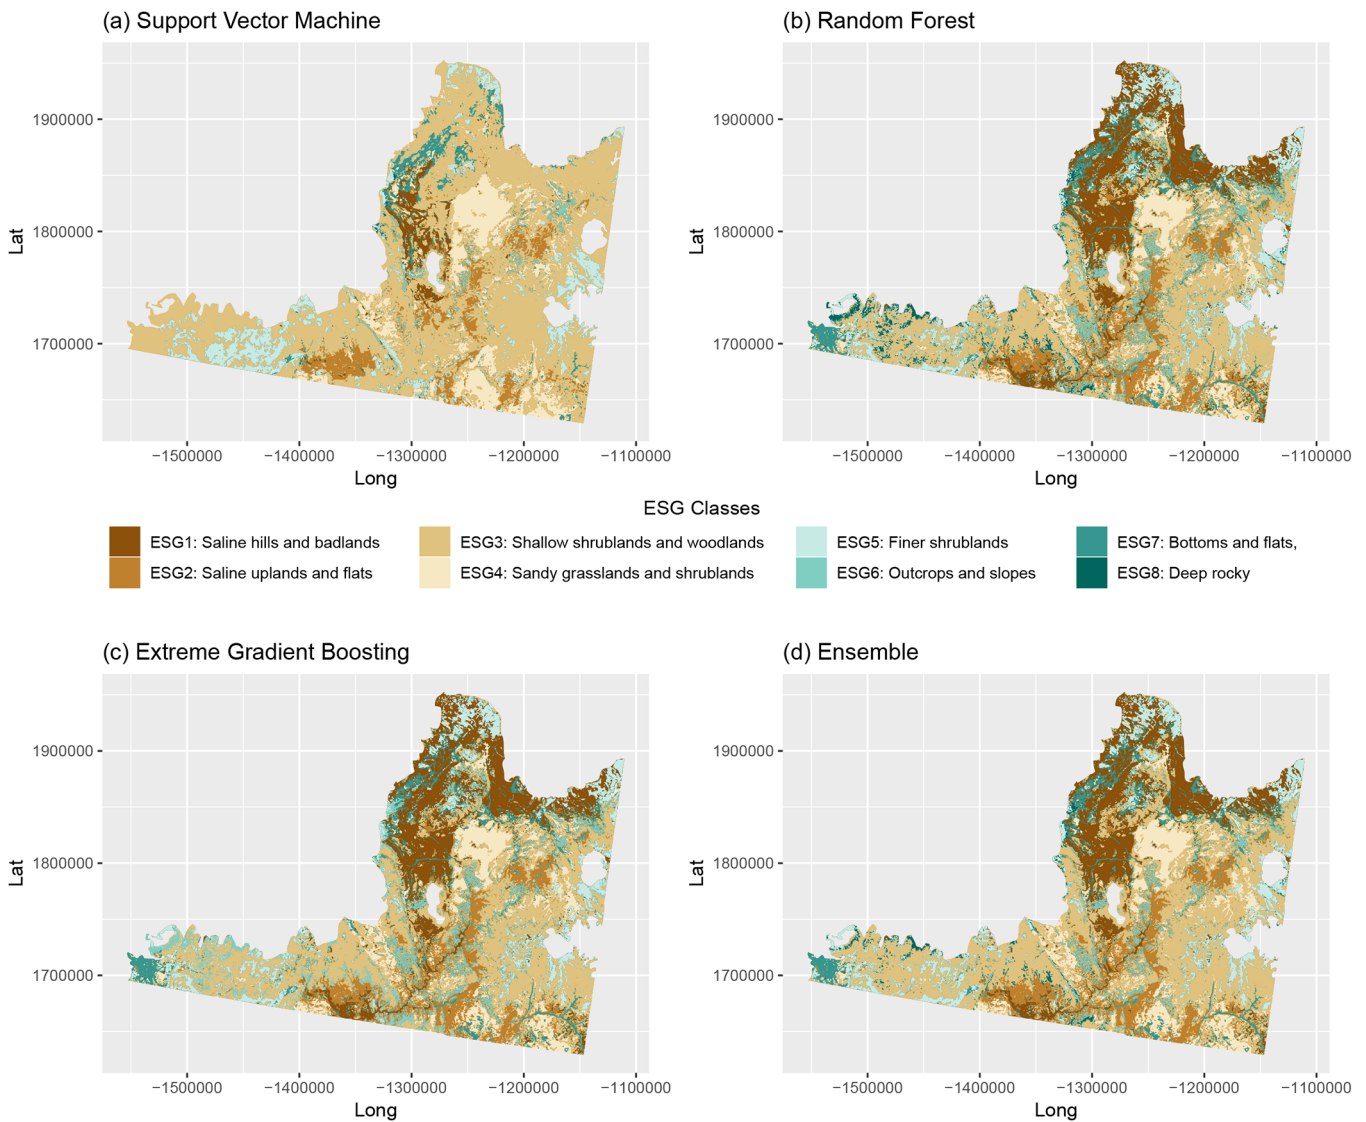 (a) Support Vector Machine
(b) Random Forest
1900000
1800000
1700000
Lat
−1500000 −1400000 −1300000 −1200000 −1100000
Long
1900000
1800000
1700000
Lat
−1500000 −1400000 −1300000 −1200000 −1100000
Long
ESG Classes
ESG1: Saline hills and badlands
ESG2: Saline uplands and flats
ESG3: Shallow shrublands and woodlands
ESG4: Sandy grasslands and shrublands
ESG5: Finer shrublands
ESG6: Outcrops and slopes
ESG7: Bottoms and flats,
ESG8: Deep rocky
(c) Extreme Gradient Boosting
(d) Ensemble
1900000
1800000
1700000
Lat
−1500000 −1400000 −1300000 −1200000 −1100000
Long
1900000
1800000
1700000
Lat
−1500000 −1400000 −1300000 −1200000 −1100000
Long